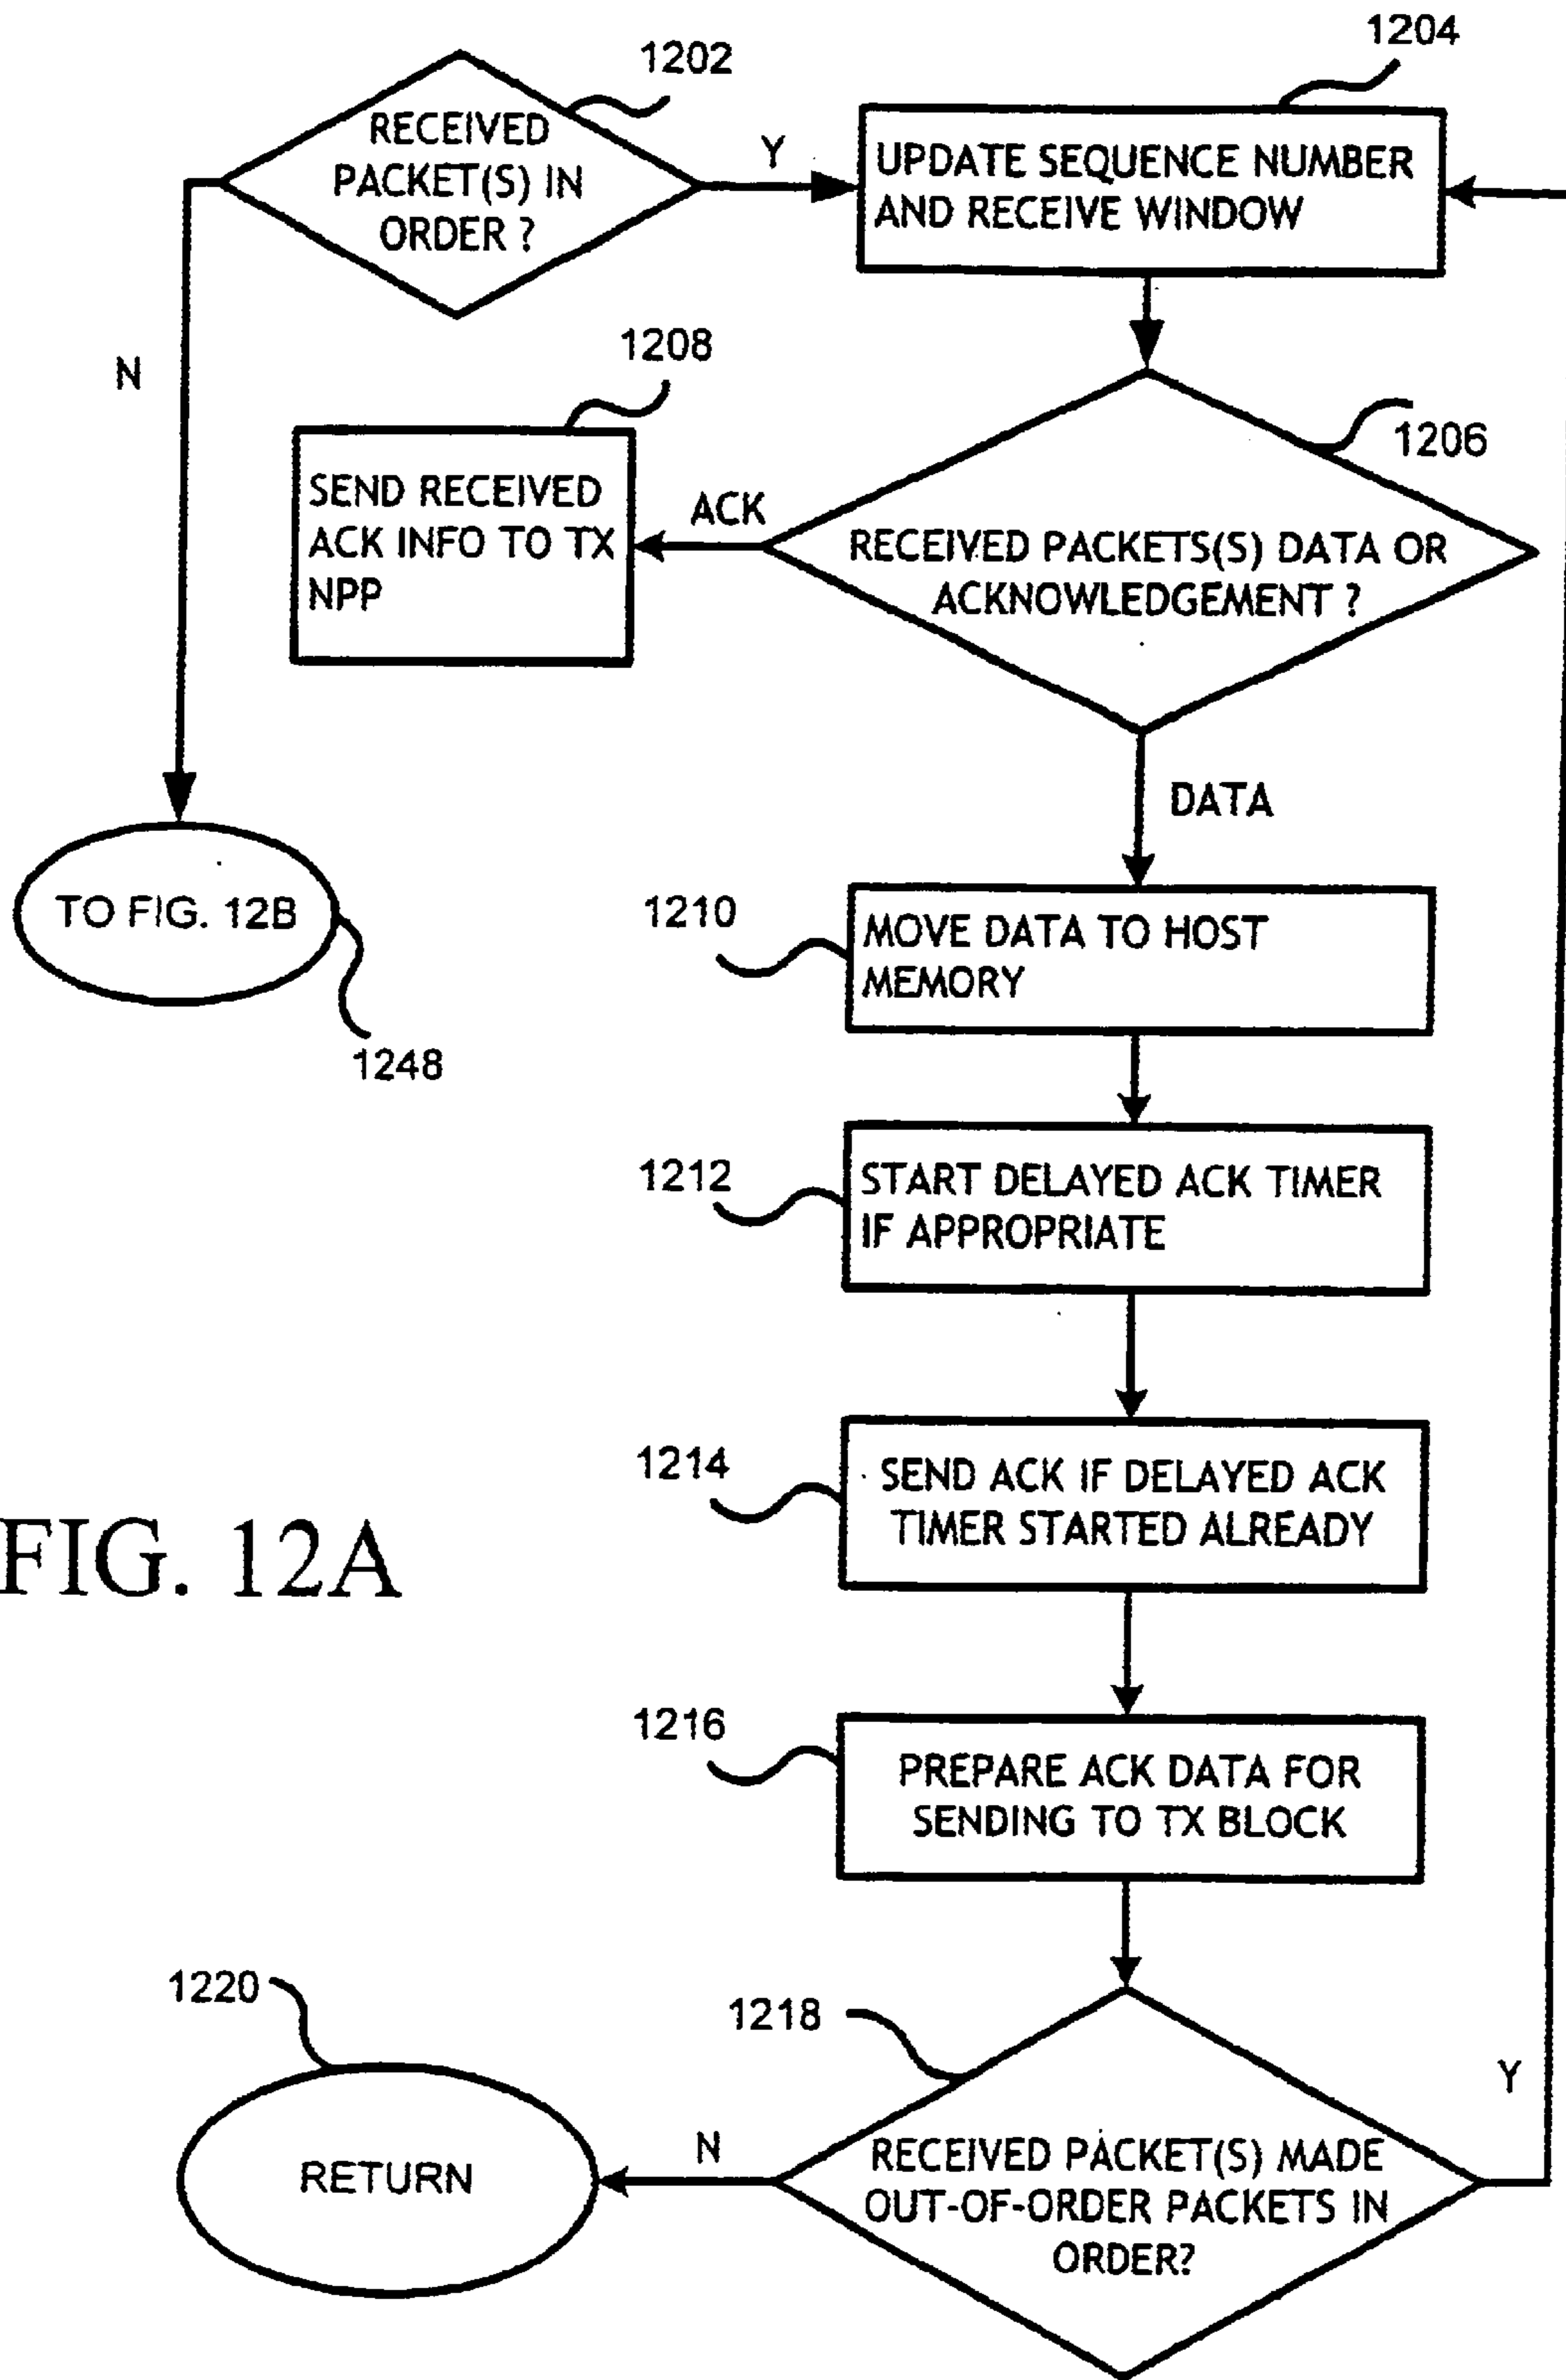 1202
RECEIVED
PACKET(S) IN
ORDER ?
Y
1204
UPDATE SEQUENCE NUMBER
AND RECEIVE WINDOW
N
1208
SEND RECEIVED
ACK INFO TO TX
NPP
ACK
1206
RECEIVED PACKETS(S) DATA OR
ACKNOWLEDGEMENT ?
DATA
TO FIG. 12B
1248
1210
MOVE DATA TO HOST
MEMORY
1212
START DELAYED ACK TIMER
IF APPROPRIATE
1214
SEND ACK IF DELAYED ACK
TIMER STARTED ALREADY
FIG. 12A
1216
PREPARE ACK DATA FOR
SENDING TO TX BLOCK
1220
RETURN
N
1218
RECEIVED PACKET(S) MADE
OUT-OF-ORDER PACKETS IN
ORDER?
Y